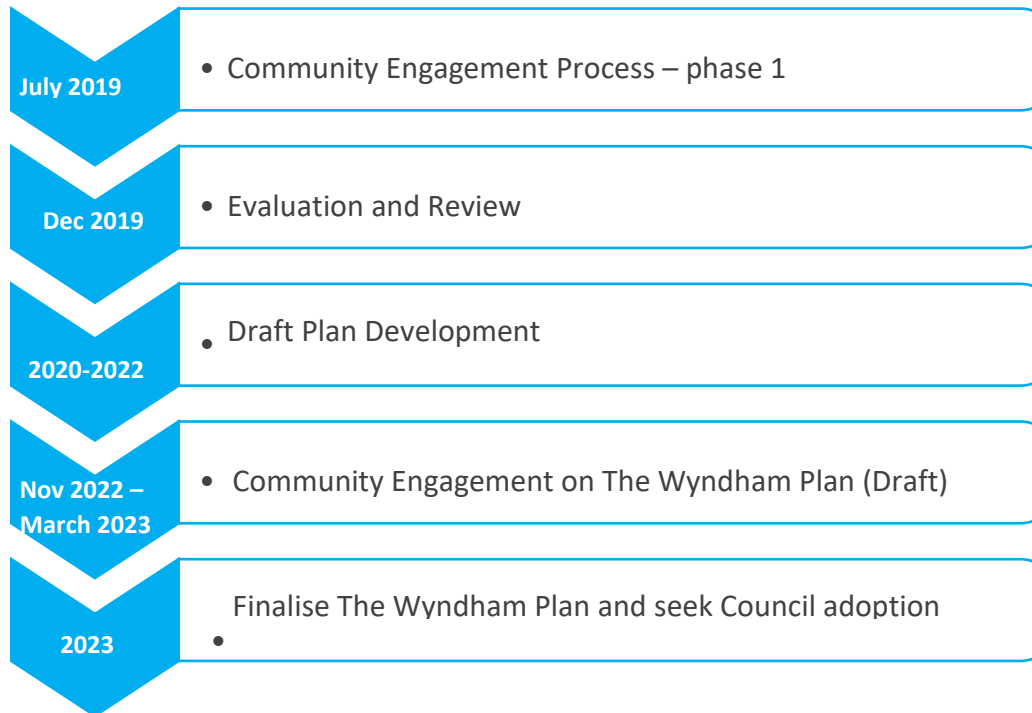 July 2019
• Community Engagement Process – phase 1
Dec 2019
• Evaluation and Review
2020-2022
• Draft Plan Development
Nov 2022 –
March 2023
• Community Engagement on The Wyndham Plan (Draft)
2023
• Finalise The Wyndham Plan and seek Council adoption